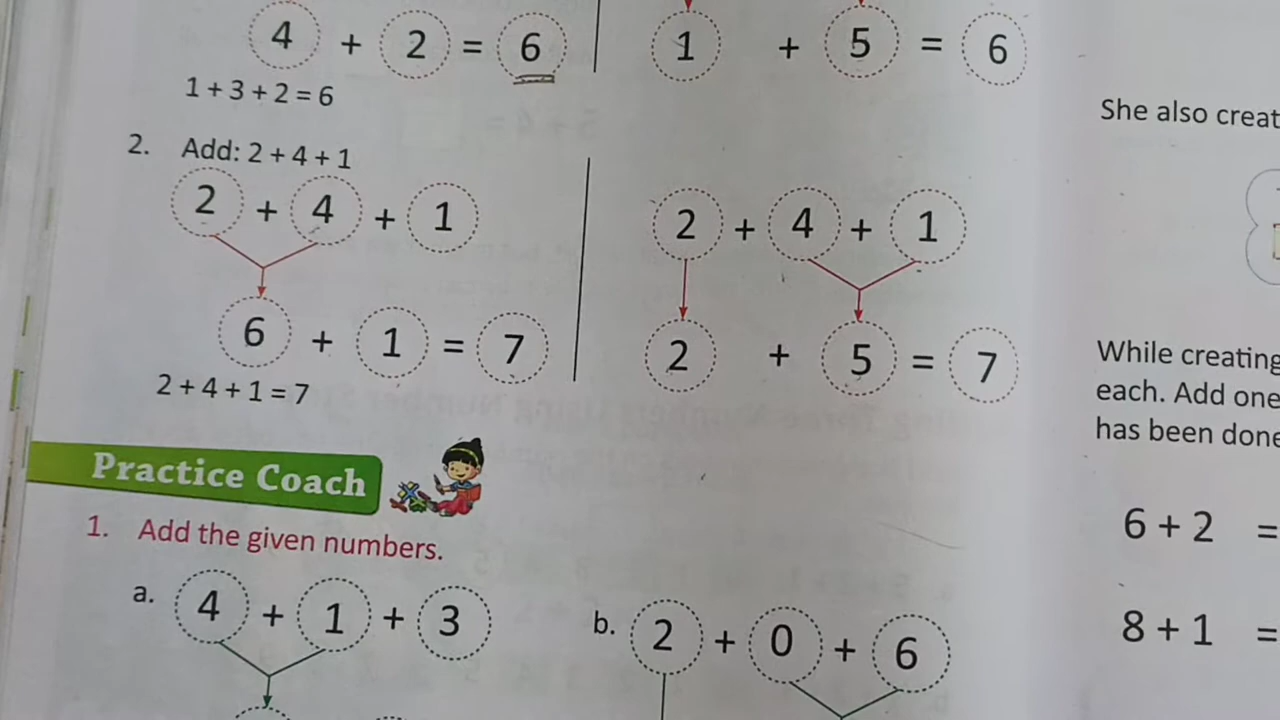 4 + 2 = 6
1 + 3 + 2 = 6
1 + 5 = 6
2. Add: 2 + 4 + 1
2 + 4 + 1
6 + 1 = 7
2 + 4 + 1 = 7
2 + 4 + 1
2 + 5 = 7
Practice Coach
1. Add the given numbers.
a. 4 + 1 + 3
b. 2 + 0 + 6
She also creat
While creating
each. Add one
has been done
6 + 2 =
8 + 1 =